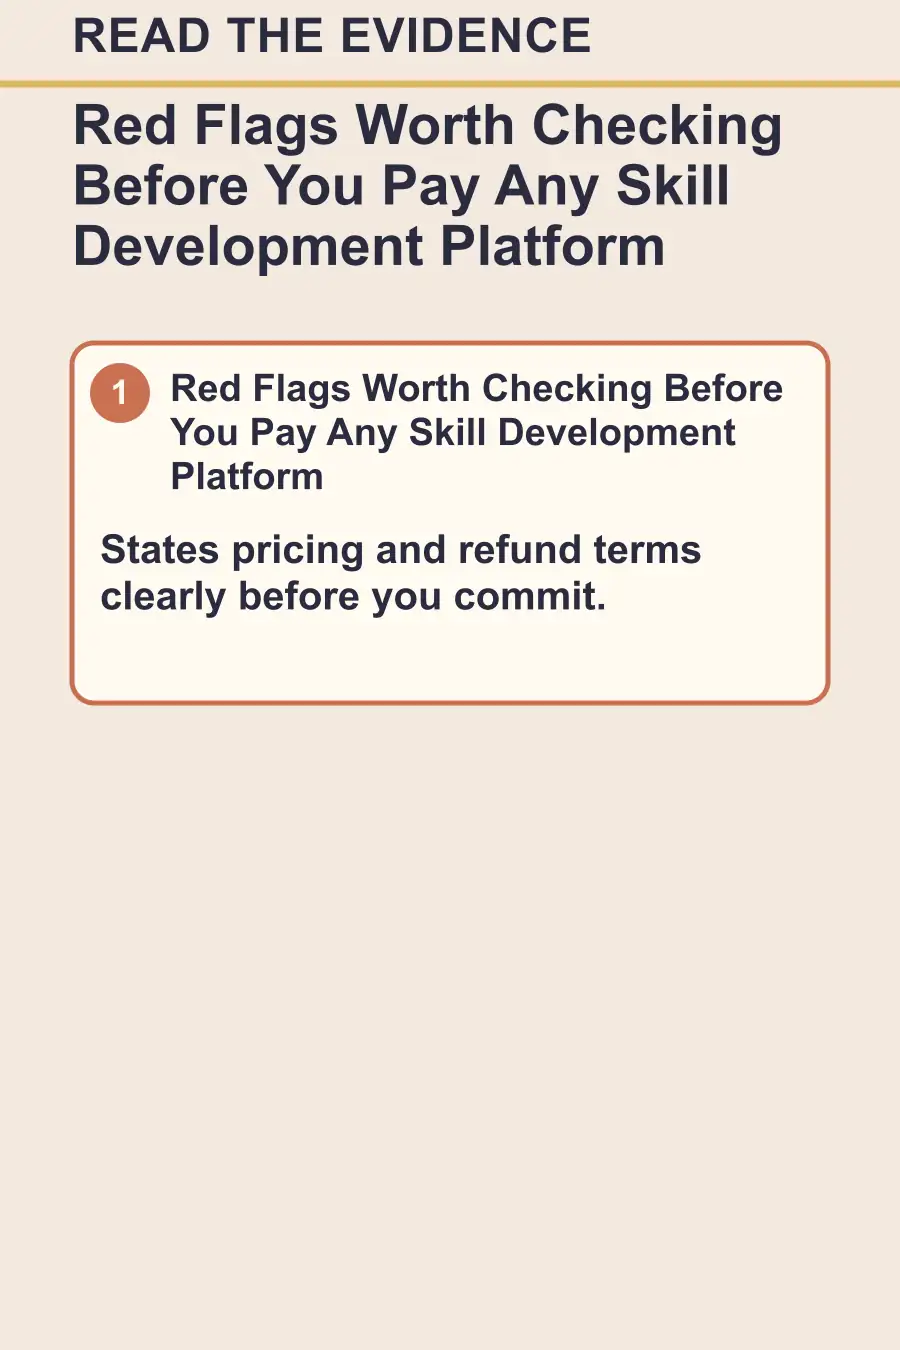 READ THE EVIDENCE
Red Flags Worth Checking
Before You Pay Any Skill
Development Platform
1
Red Flags Worth Checking Before
You Pay Any Skill Development
Platform
States pricing and refund terms
clearly before you commit.